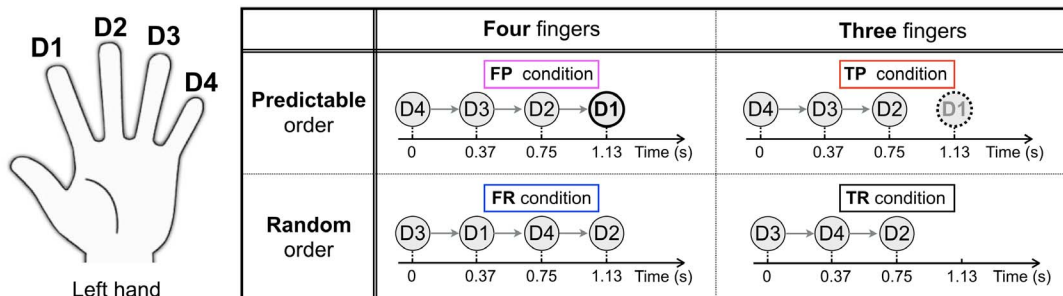 D1 D2 D3 D4
Left hand
Four fingers Three fingers
Predictable order
FP condition
D4 D3 D2 D1
0 0.37 0.75 1.13 Time (s)
TP condition
D4 D3 D2 D1
0 0.37 0.75 1.13 Time (s)
Random order
FR condition
D3 D1 D4 D2
0 0.37 0.75 1.13 Time (s)
TR condition
D3 D4 D2
0 0.37 0.75 1.13 Time (s)